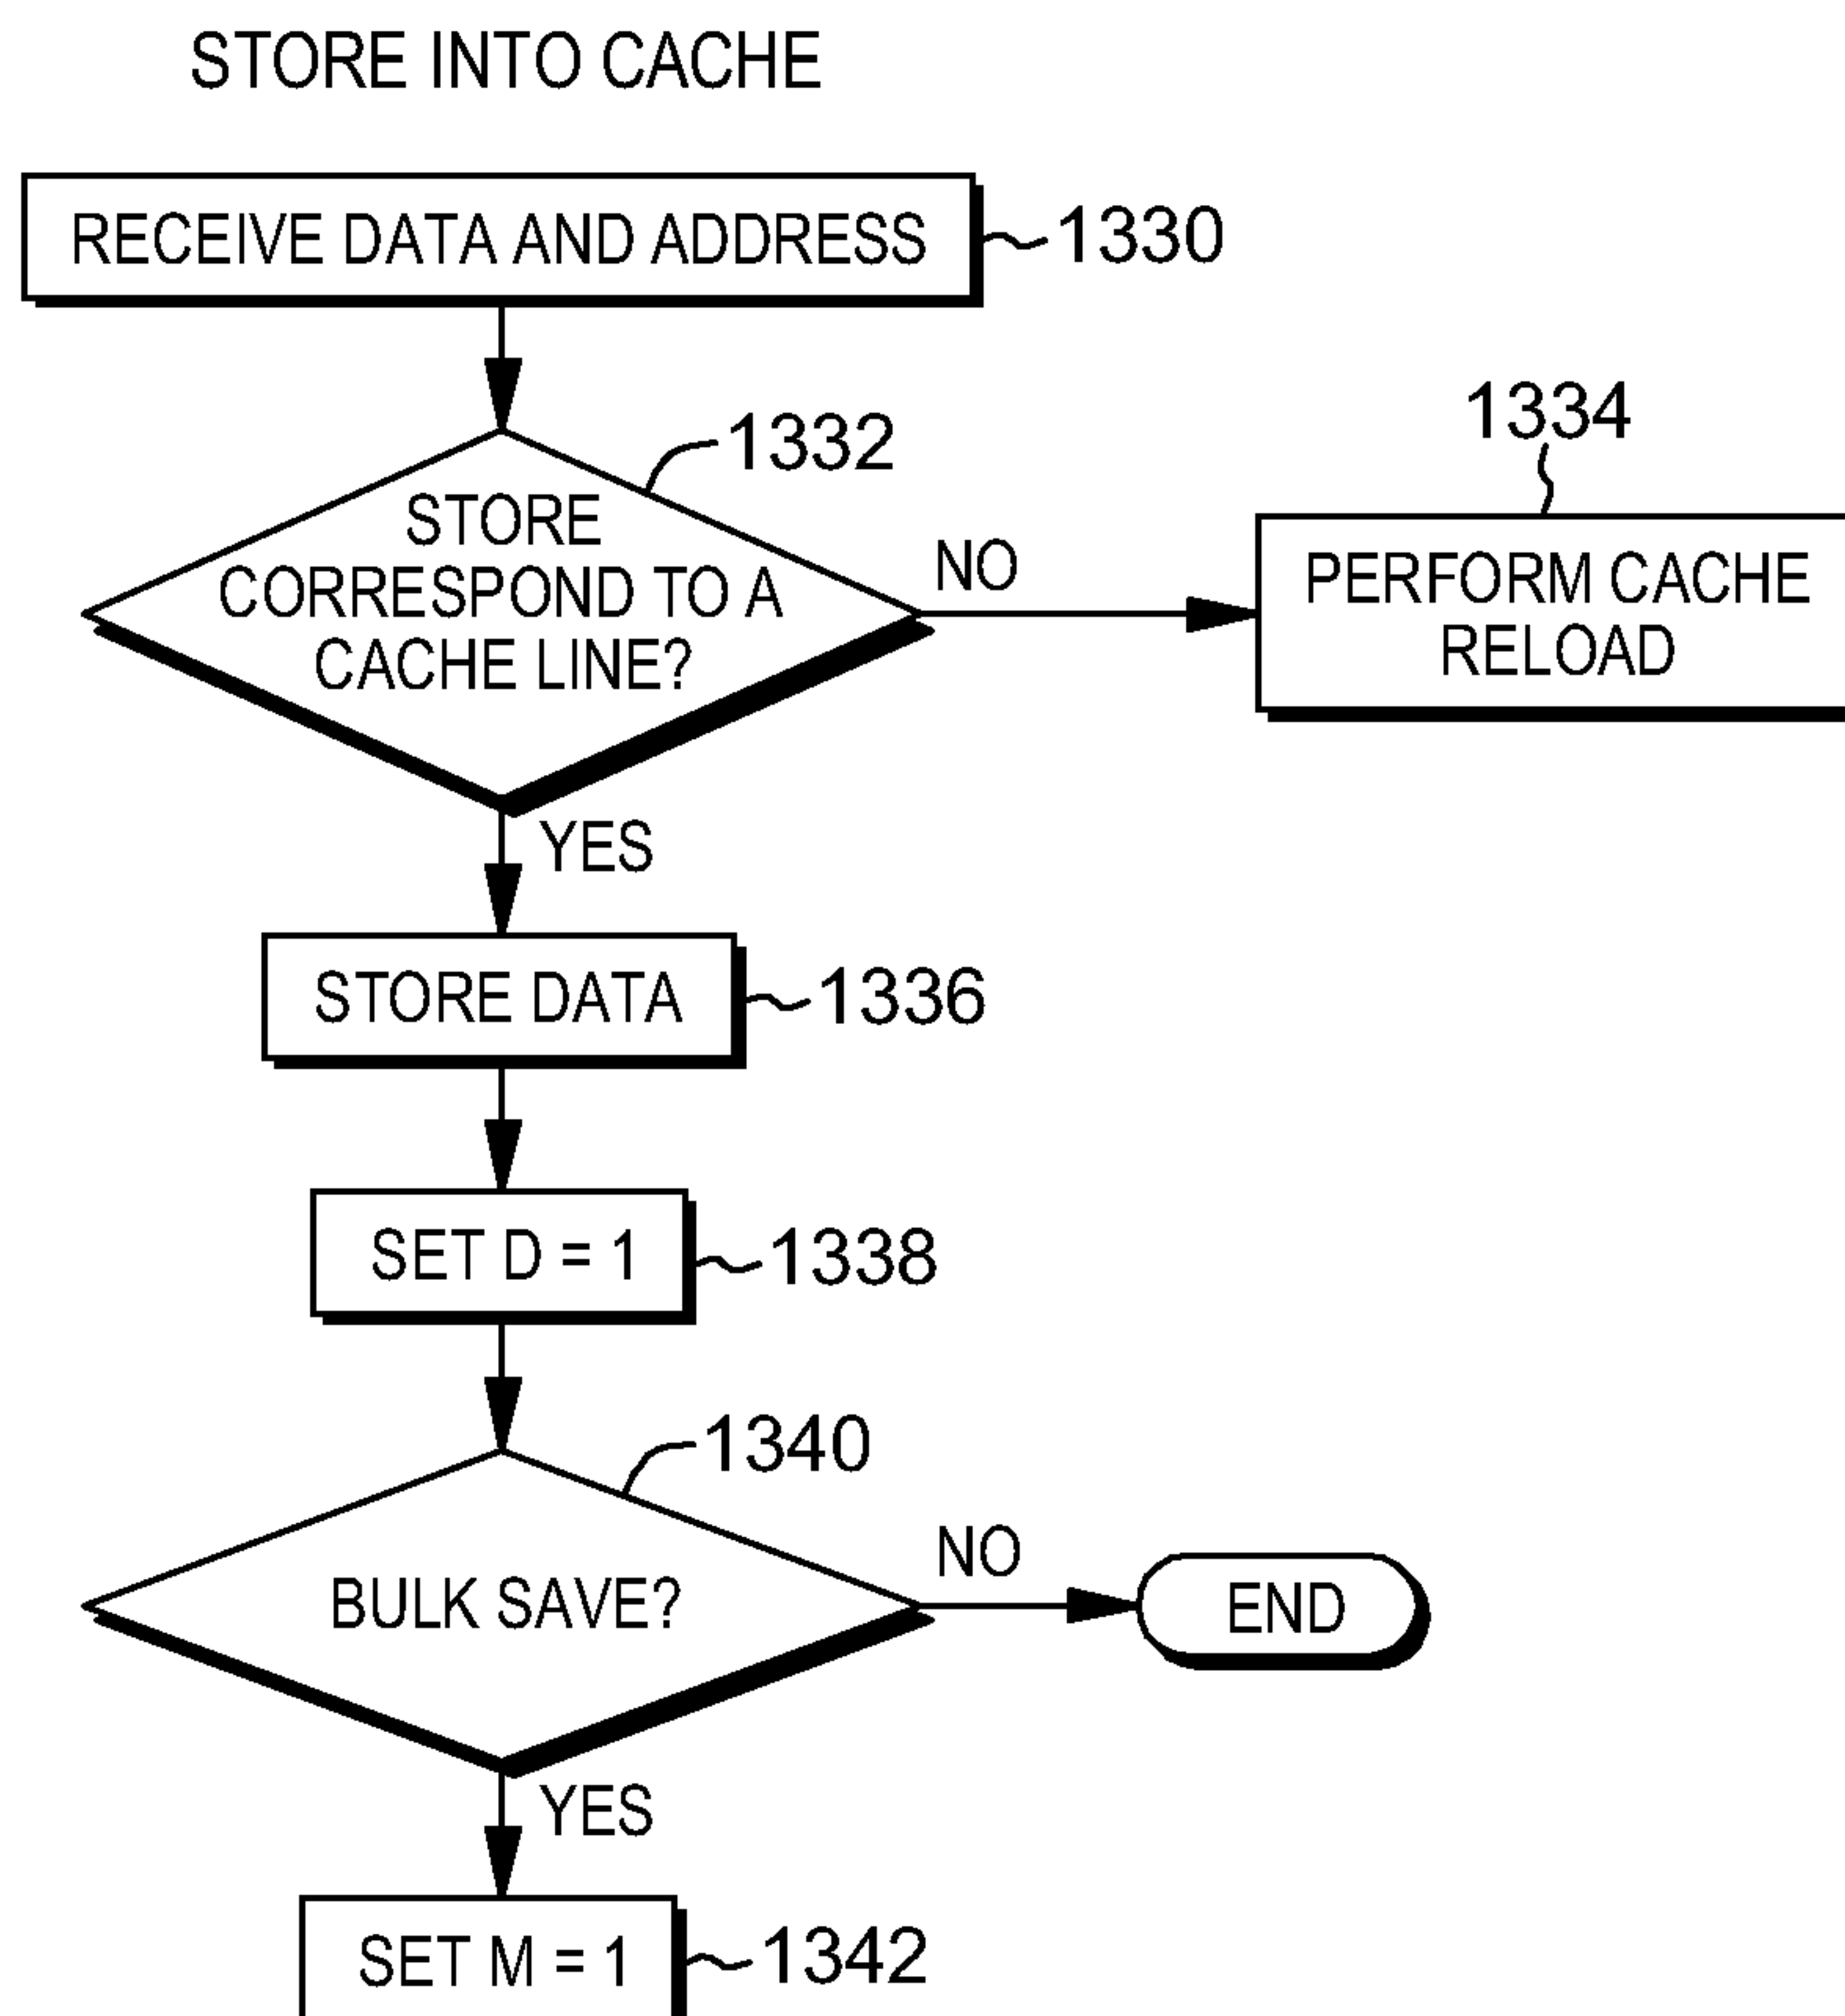 STORE INTO CACHE
RECEIVE DATA AND ADDRESS
1330
1332
1334
STORE
CORRESPOND TO A
CACHE LINE?
NO
PERFORM CACHE
RELOAD
YES
STORE DATA
1336
SET D = 1
1338
1340
BULK SAVE?
NO
END
YES
SET M = 1
1342